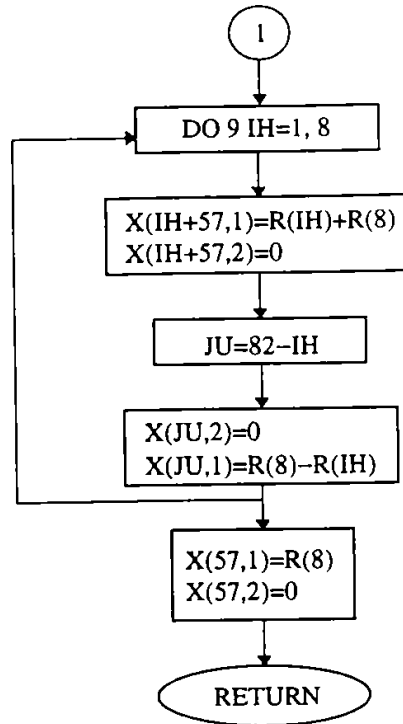 1
DO 9 IH=1, 8
X(IH+57,1)=R(IH)+R(8)
X(IH+57,2)=0
JU=82−IH
X(JU,2)=0
X(JU,1)=R(8)−R(IH)
X(57,1)=R(8)
X(57,2)=0
RETURN